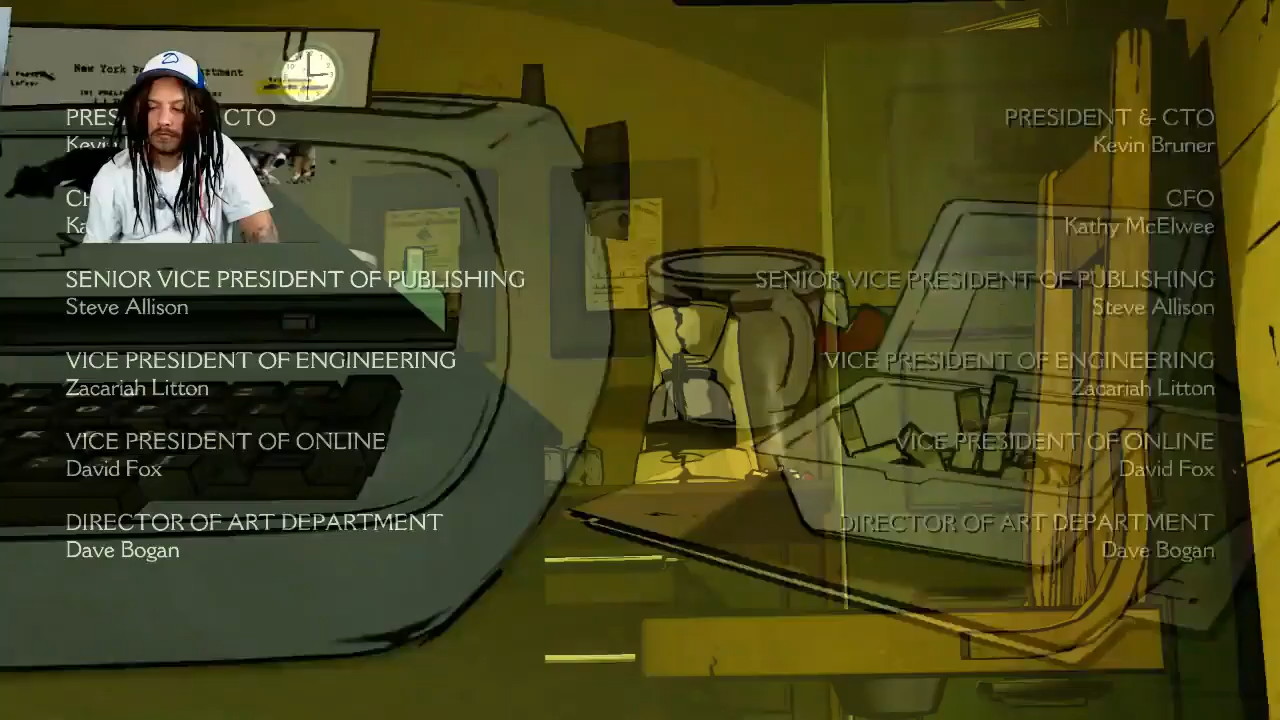 New York
PRESIDENT & CTO
Kevin Bruner
CFO
Kathy McElwee
SENIOR VICE PRESIDENT OF PUBLISHING
Steve Allison
VICE PRESIDENT OF ENGINEERING
Zacariah Litton
VICE PRESIDENT OF ONLINE
David Fox
DIRECTOR OF ART DEPARTMENT
Dave Bogan
CTO
SENIOR VICE PRESIDENT OF PUBLISHING
Steve Allison
VICE PRESIDENT OF ENGINEERING
Zacariah Litton
VICE PRESIDENT OF ONLINE
David Fox
DIRECTOR OF ART DEPARTMENT
Dave Bogan